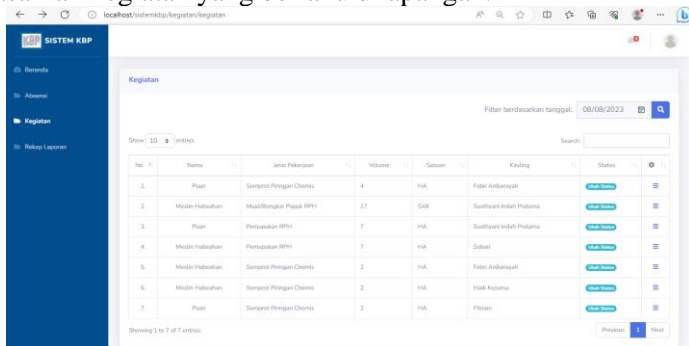 localhost/sistemkbp/kegiatan/kegiatan
KBP SISTEM KBP
Beranda
Absensi
Kegiatan
Rekap Laporan
Kegiatan
Filter berdasarkan tanggal: 08/08/2023
Show 10 entries Search:
No. Nama Jenis Pekerjaan Volume Satuan Kavling Status
1. Puan Semprot Piringan Chemis 4 HA Febri Ardiansyah Ubah Status
2. Meslin Habeahan Muat/Bongkar Pupuk RPH 17 SAK Susthyani Indah Pratama Ubah Status
3. Puan Pemupukan RPH 7 HA Susthyani Indah Pratama Ubah Status
4. Meslin Habeahan Pemupukan RPH 7 HA Sobari Ubah Status
5. Meslin Habeahan Semprot Piringan Chemis 2 HA Febri Ardiansyah Ubah Status
6. Meslin Habeahan Semprot Piringan Chemis 2 HA Hadi Kusuma Ubah Status
7. Puan Semprot Piringan Chemis 2 HA Fitriani Ubah Status
Showing 1 to 7 of 7 entries Previous 1 Next